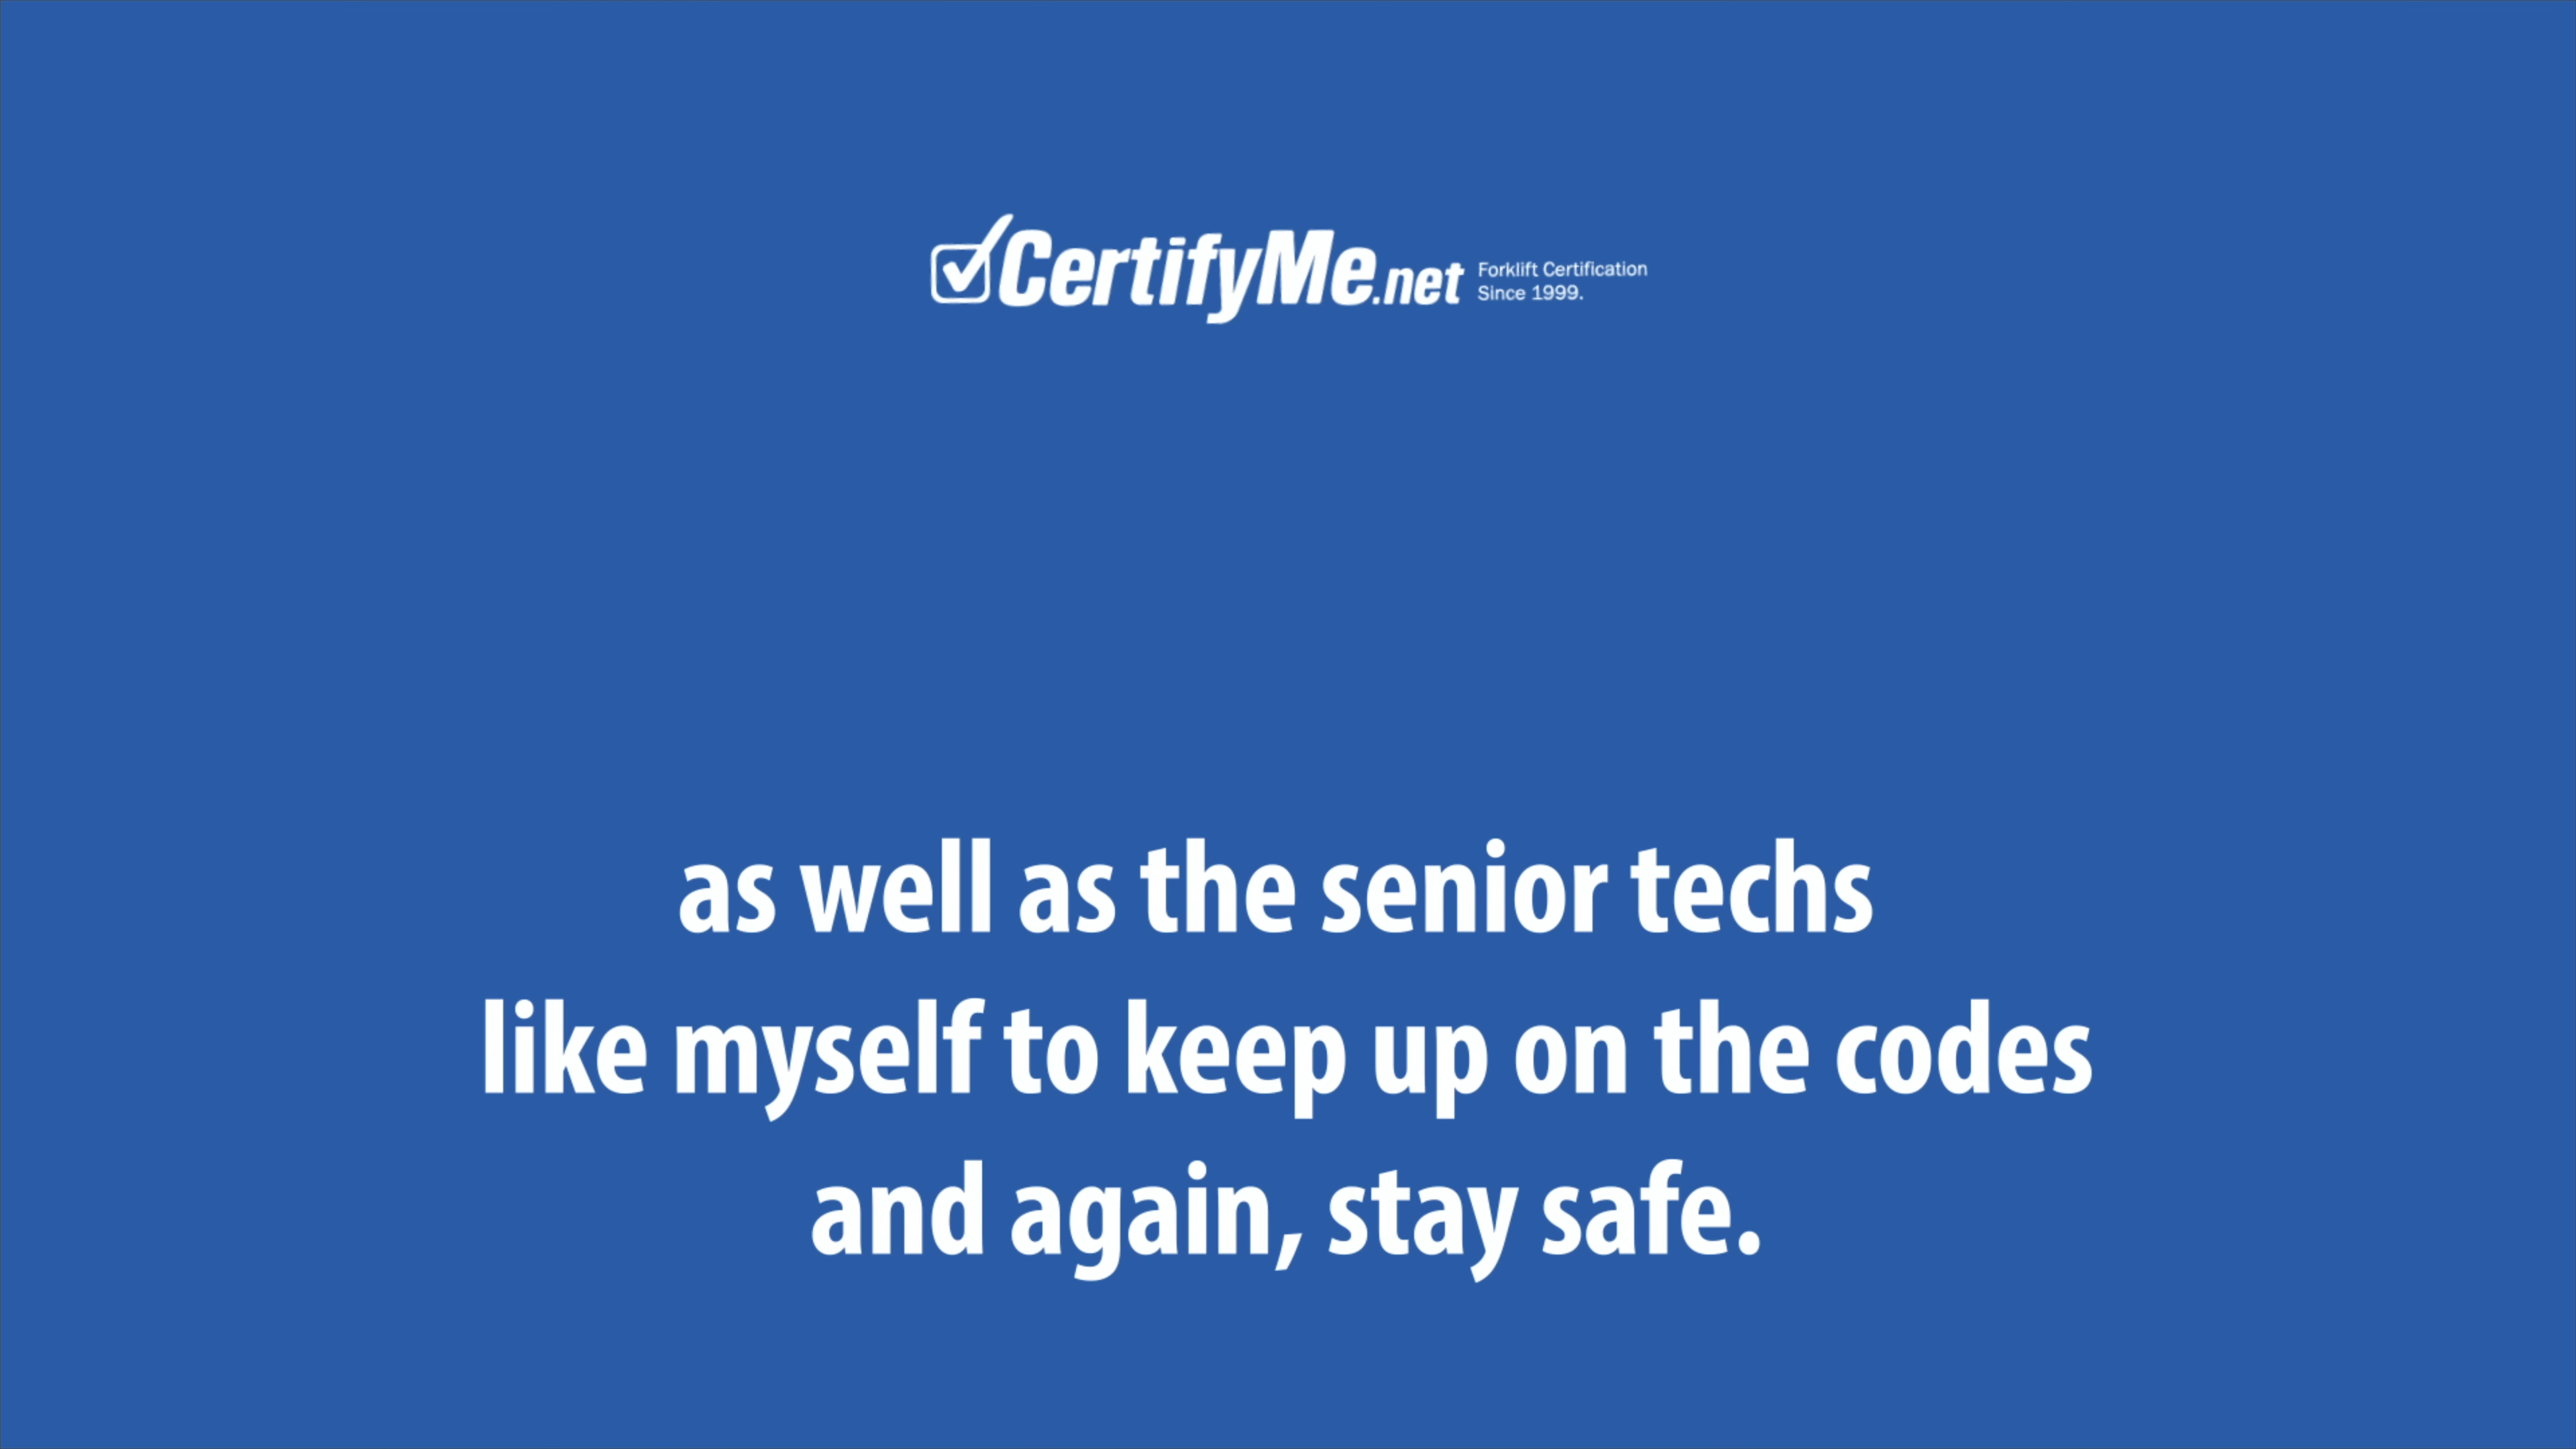 CertifyMe.net
Forklift Certification
Since 1999.
as well as the senior techs
like myself to keep up on the codes
and again, stay safe.